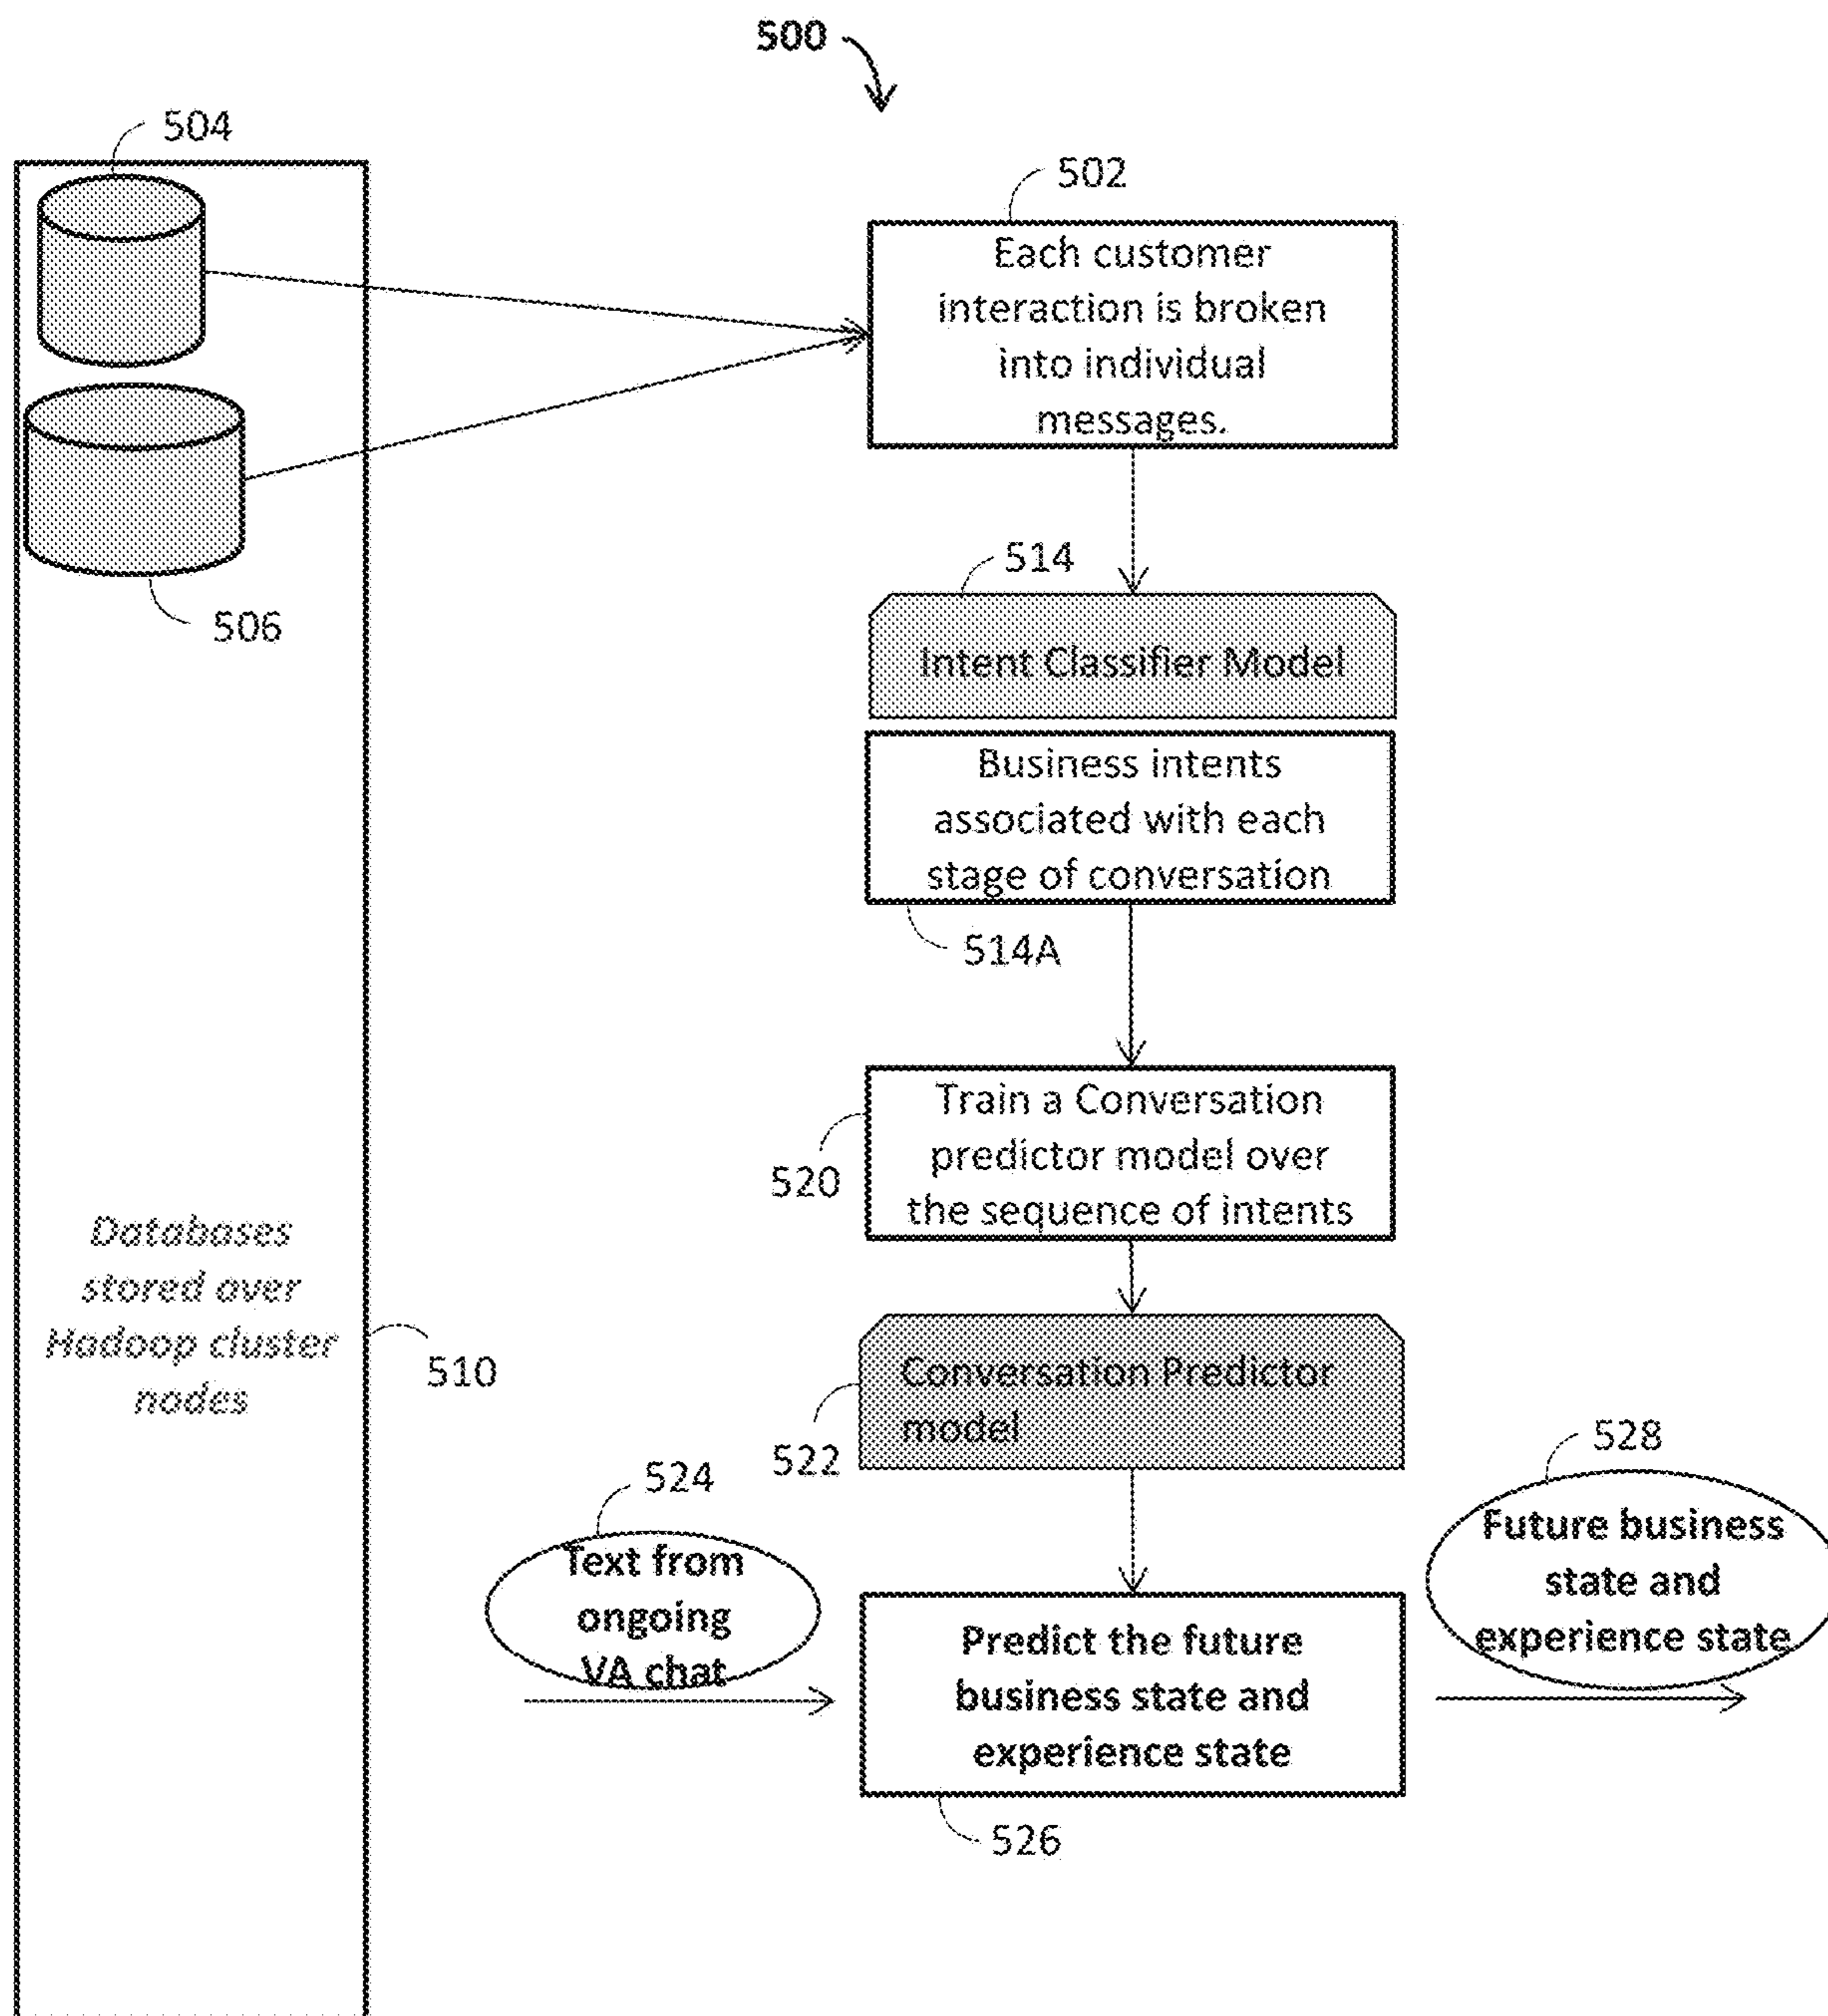 500
504
502
Each customer
interaction is broken
into individual
messages.
506
514
Intent Classifier Model
Business intents
associated with each
stage of conversation
514A
Train a Conversation
predictor model over
the sequence of intents
520
Databases
stored over
Hadoop cluster
nodes
510
Conversation Predictor
model
522
524
Text from
ongoing
VA chat
528
Future business
state and
experience state
Predict the future
business state and
experience state
526